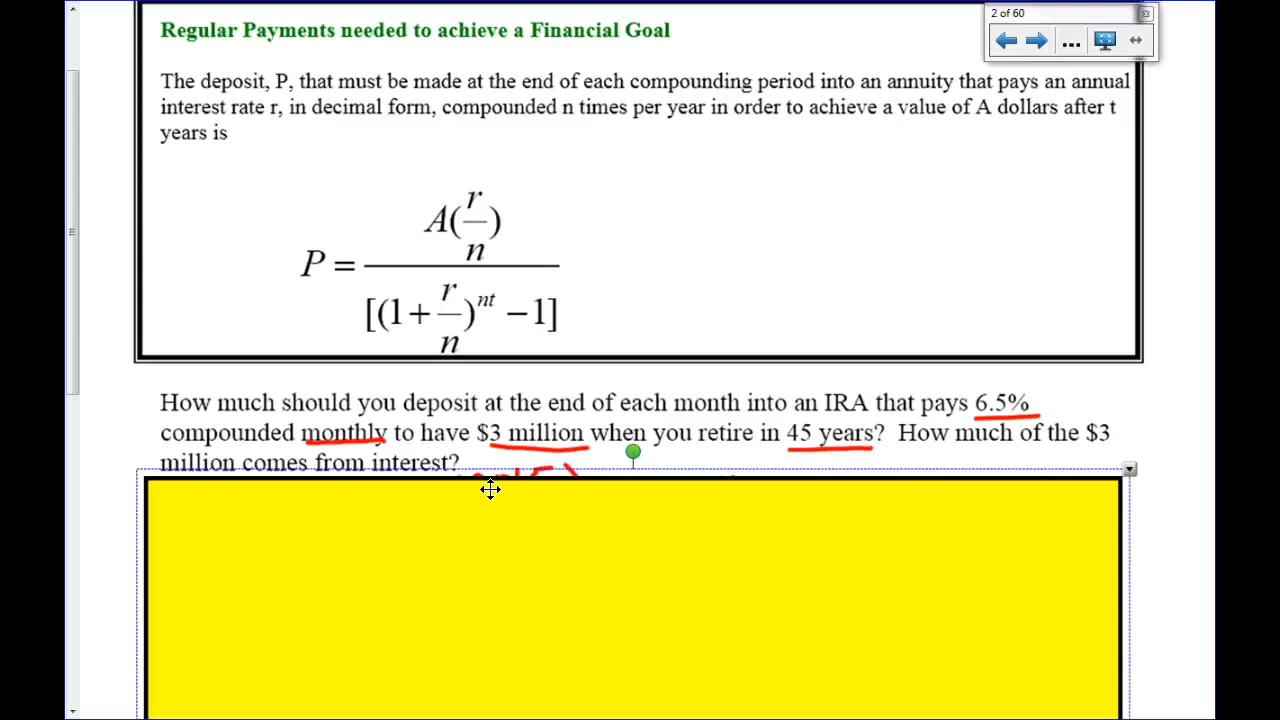 2 of 60
Regular Payments needed to achieve a Financial Goal
The deposit, P, that must be made at the end of each compounding period into an annuity that pays an annual
interest rate r, in decimal form, compounded n times per year in order to achieve a value of A dollars after t
years is
P = A(r/n) / [(1+r/n)^nt −1]
How much should you deposit at the end of each month into an IRA that pays 6.5%
compounded monthly to have $3 million when you retire in 45 years? How much of the $3
million comes from interest?